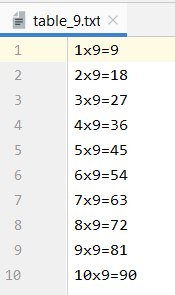 table_9.txt
1 1x9=9
2 2x9=18
3 3x9=27
4 4x9=36
5 5x9=45
6 6x9=54
7 7x9=63
8 8x9=72
9 9x9=81
10 10x9=90